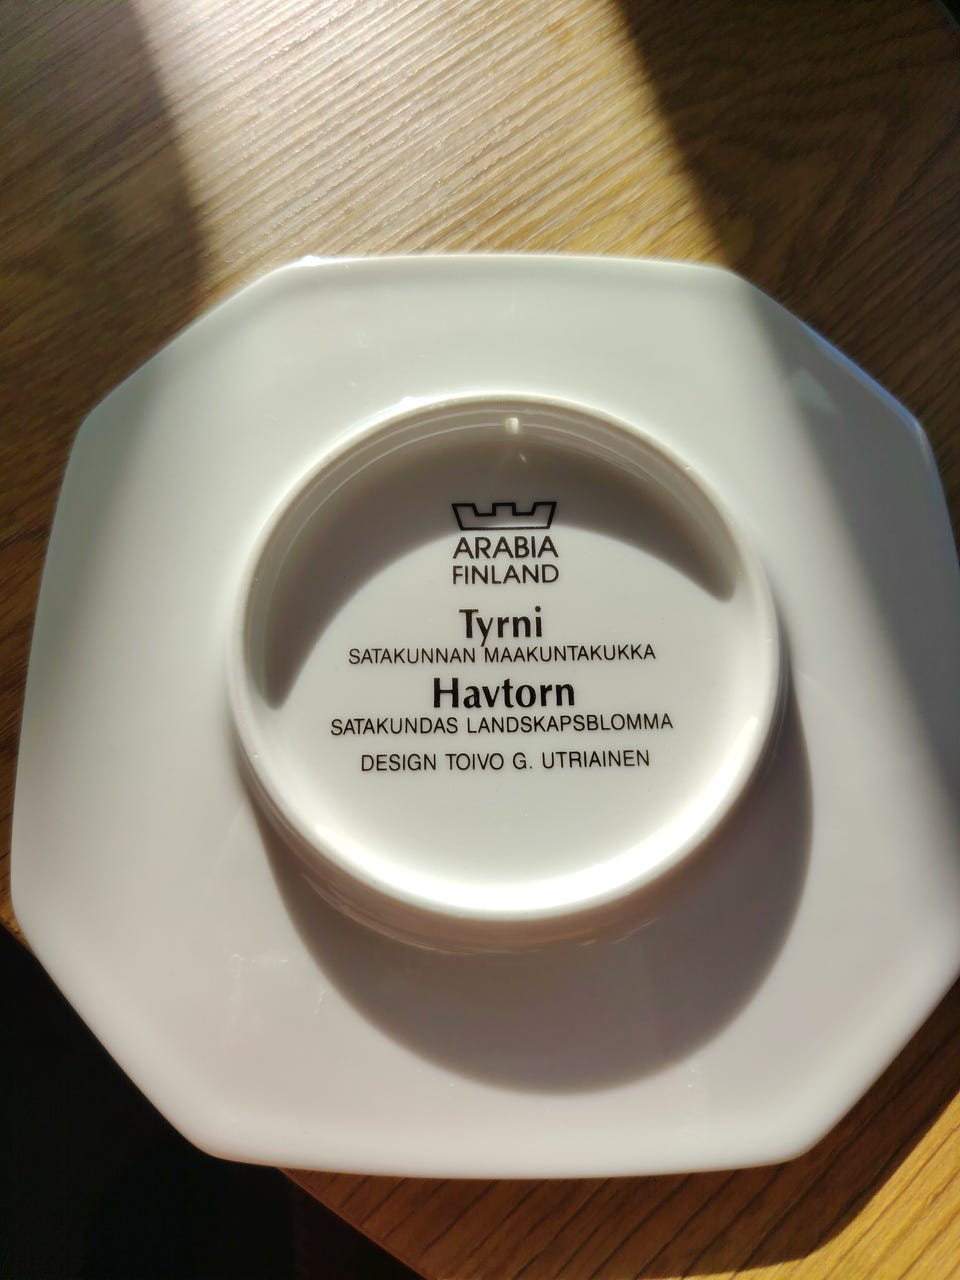 ARABIA
FINLAND
Tyrni
SATAKUNNAN MAAKUNTAKUKKA
Havtorn
SATAKUNDAS LANDSKAPSBLOMMA
DESIGN TOIVO G. UTRIAINEN